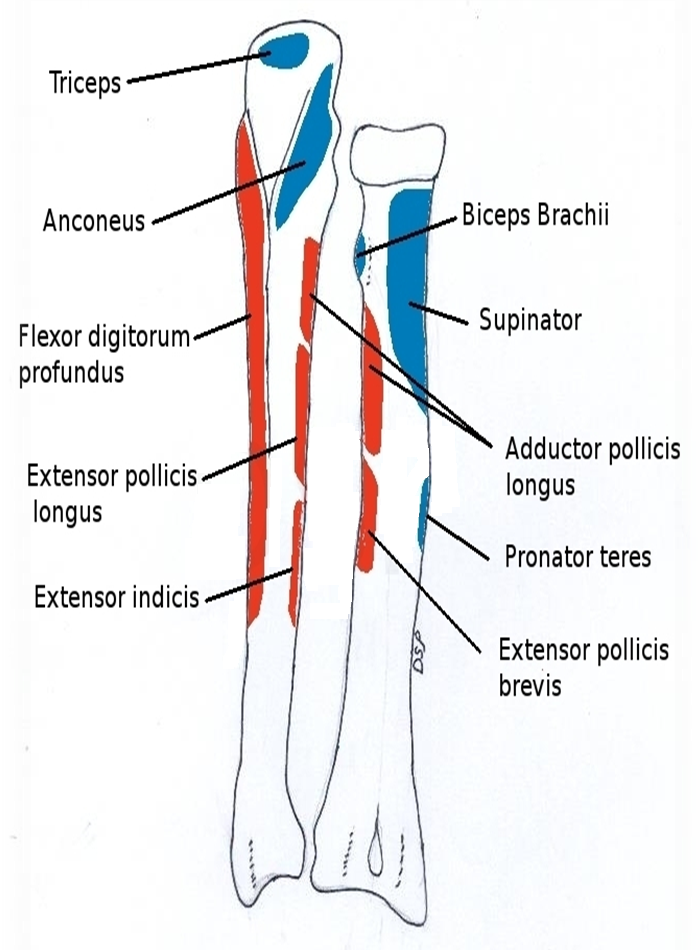 Triceps
Anconeus
Flexor digitorum
profundus
Extensor pollicis
longus
Extensor indicis
Biceps Brachii
Supinator
Adductor pollicis
longus
Pronator teres
Extensor pollicis
brevis
DSP